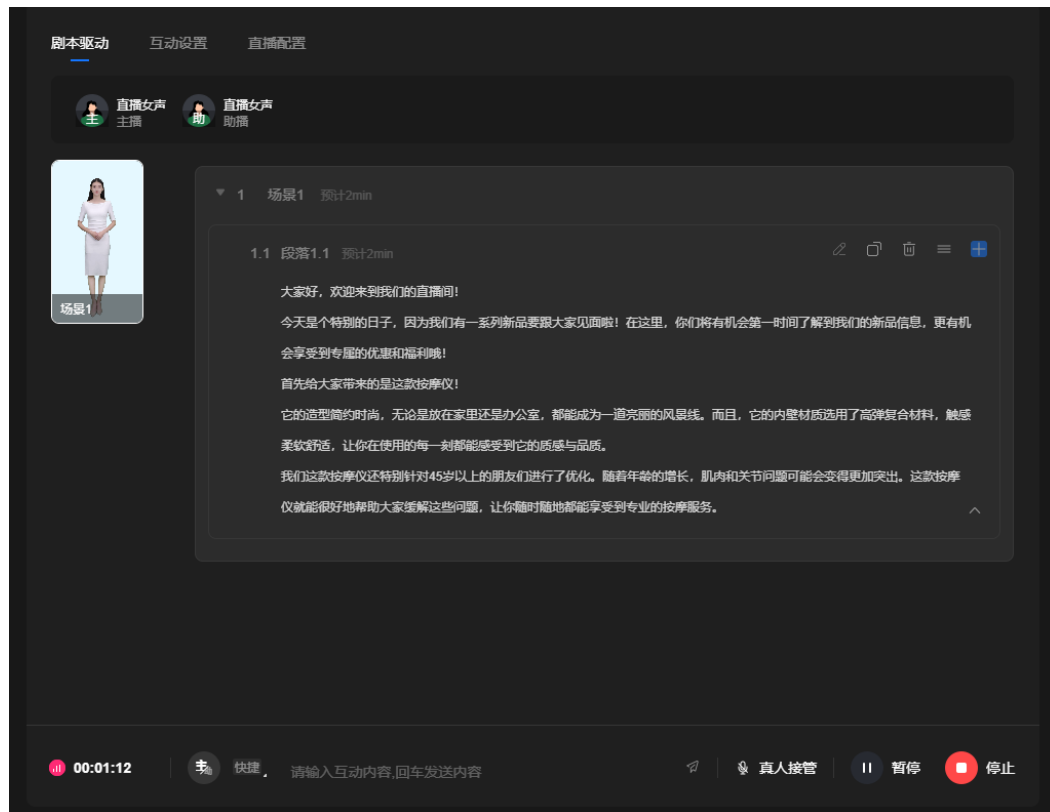 剧本驱动 互动设置 直播配置
主 直播女声 助 直播女声
主播 助播
1 场景1 预计2min
1.1 段落1.1 预计2min
大家好，欢迎来到我们的直播间！
今天是个特别的日子，因为我们有一系列新品要跟大家见面啦！在这里，你们将有机会第一时间了解到我们的新品信息，更有机
会享受到专属的优惠和福利哦！
场景1
首先给大家带来的是这款按摩仪！
它的造型简约时尚，无论是放在家里还是办公室，都能成为一道亮丽的风景线。而且，它的内壁材质选用了高弹复合材料，触感
柔软舒适，让你在使用的每一刻都能感受到它的质感与品质。
我们这款按摩仪还特别针对45岁以上的朋友们进行了优化。随着年龄的增长，肌肉和关节问题可能会变得更加突出。这款按摩
仪就能很好地帮助大家缓解这些问题，让你随时随地都能享受到专业的按摩服务。
00:01:12 主助 快捷 请输入互动内容,回车发送内容 真人接管 暂停 停止